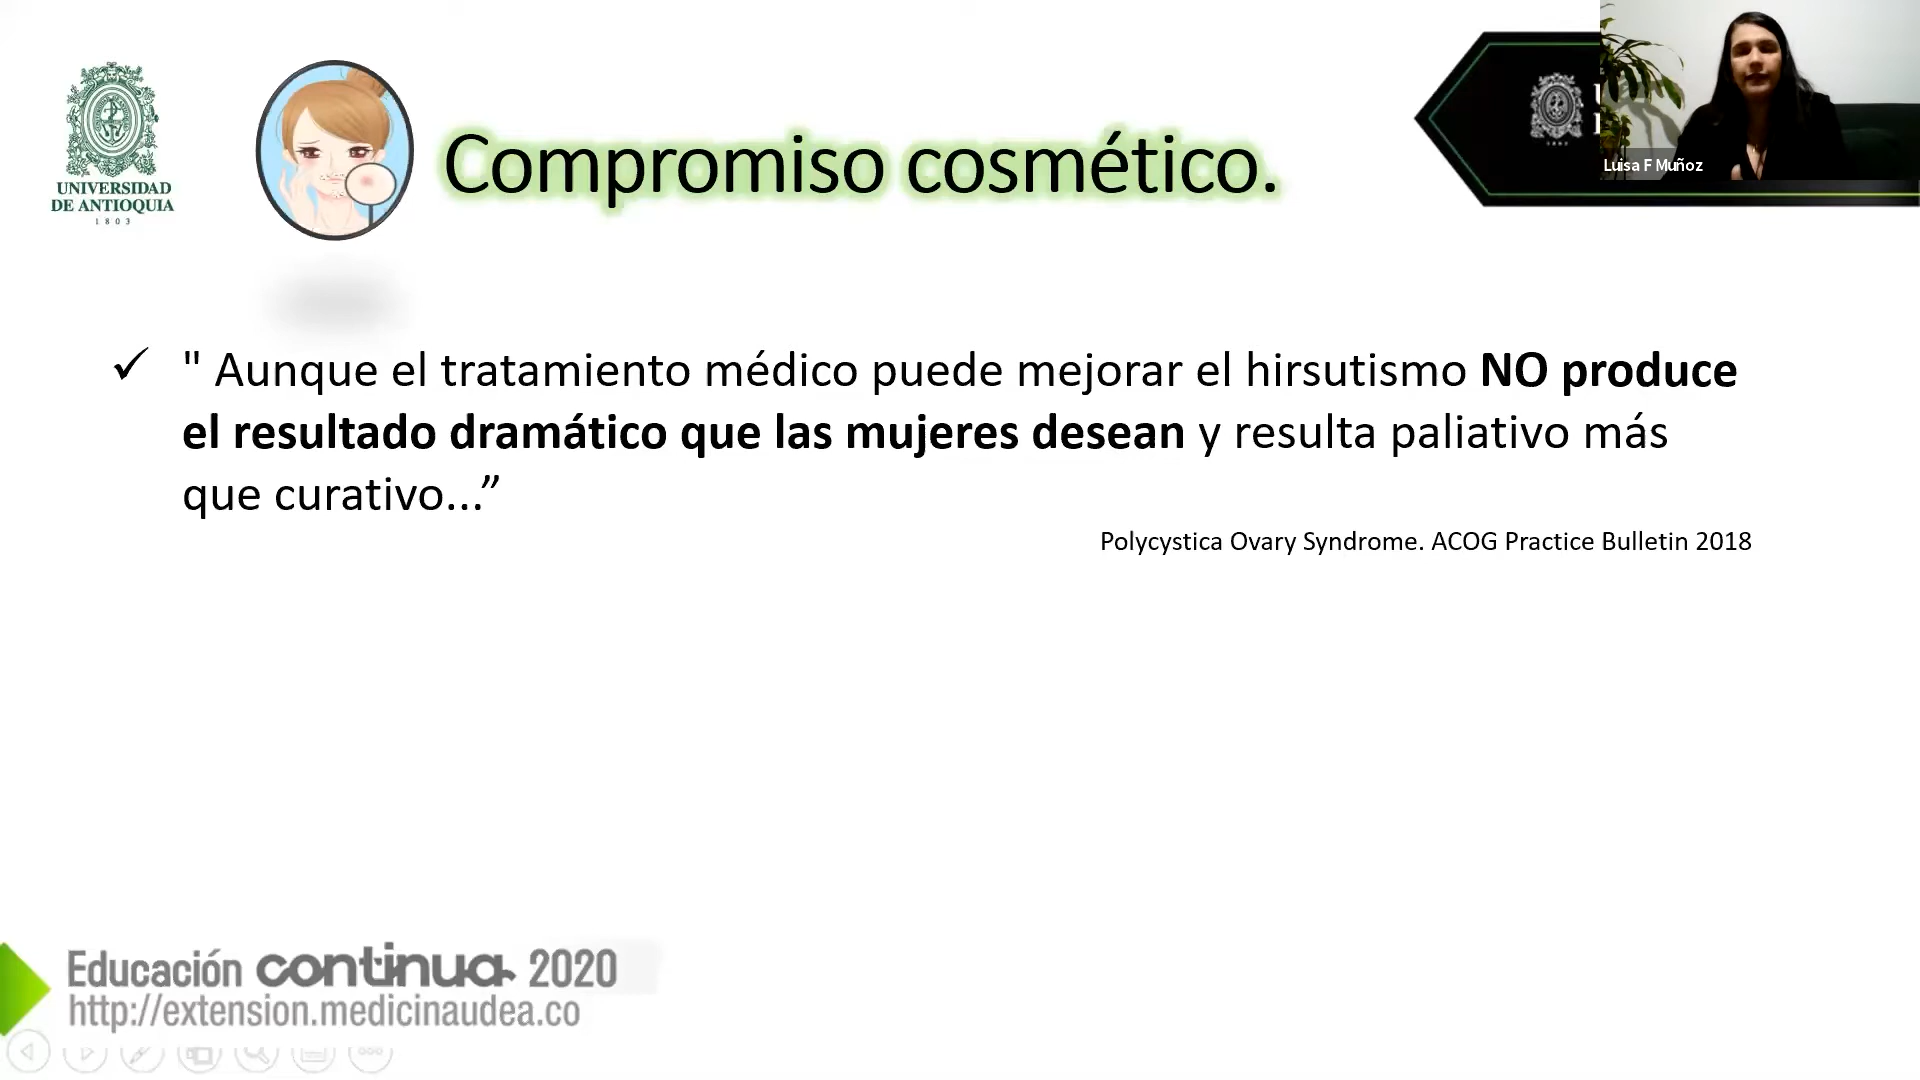 UNIVERSIDAD
DE ANTIOQUIA
1803
Compromiso cosmético.
Luisa F Muñoz
✓ " Aunque el tratamiento médico puede mejorar el hirsutismo NO produce
el resultado dramático que las mujeres desean y resulta paliativo más
que curativo...”
Polycystica Ovary Syndrome. ACOG Practice Bulletin 2018
Educación continua 2020
http://extension.medicinaudea.co